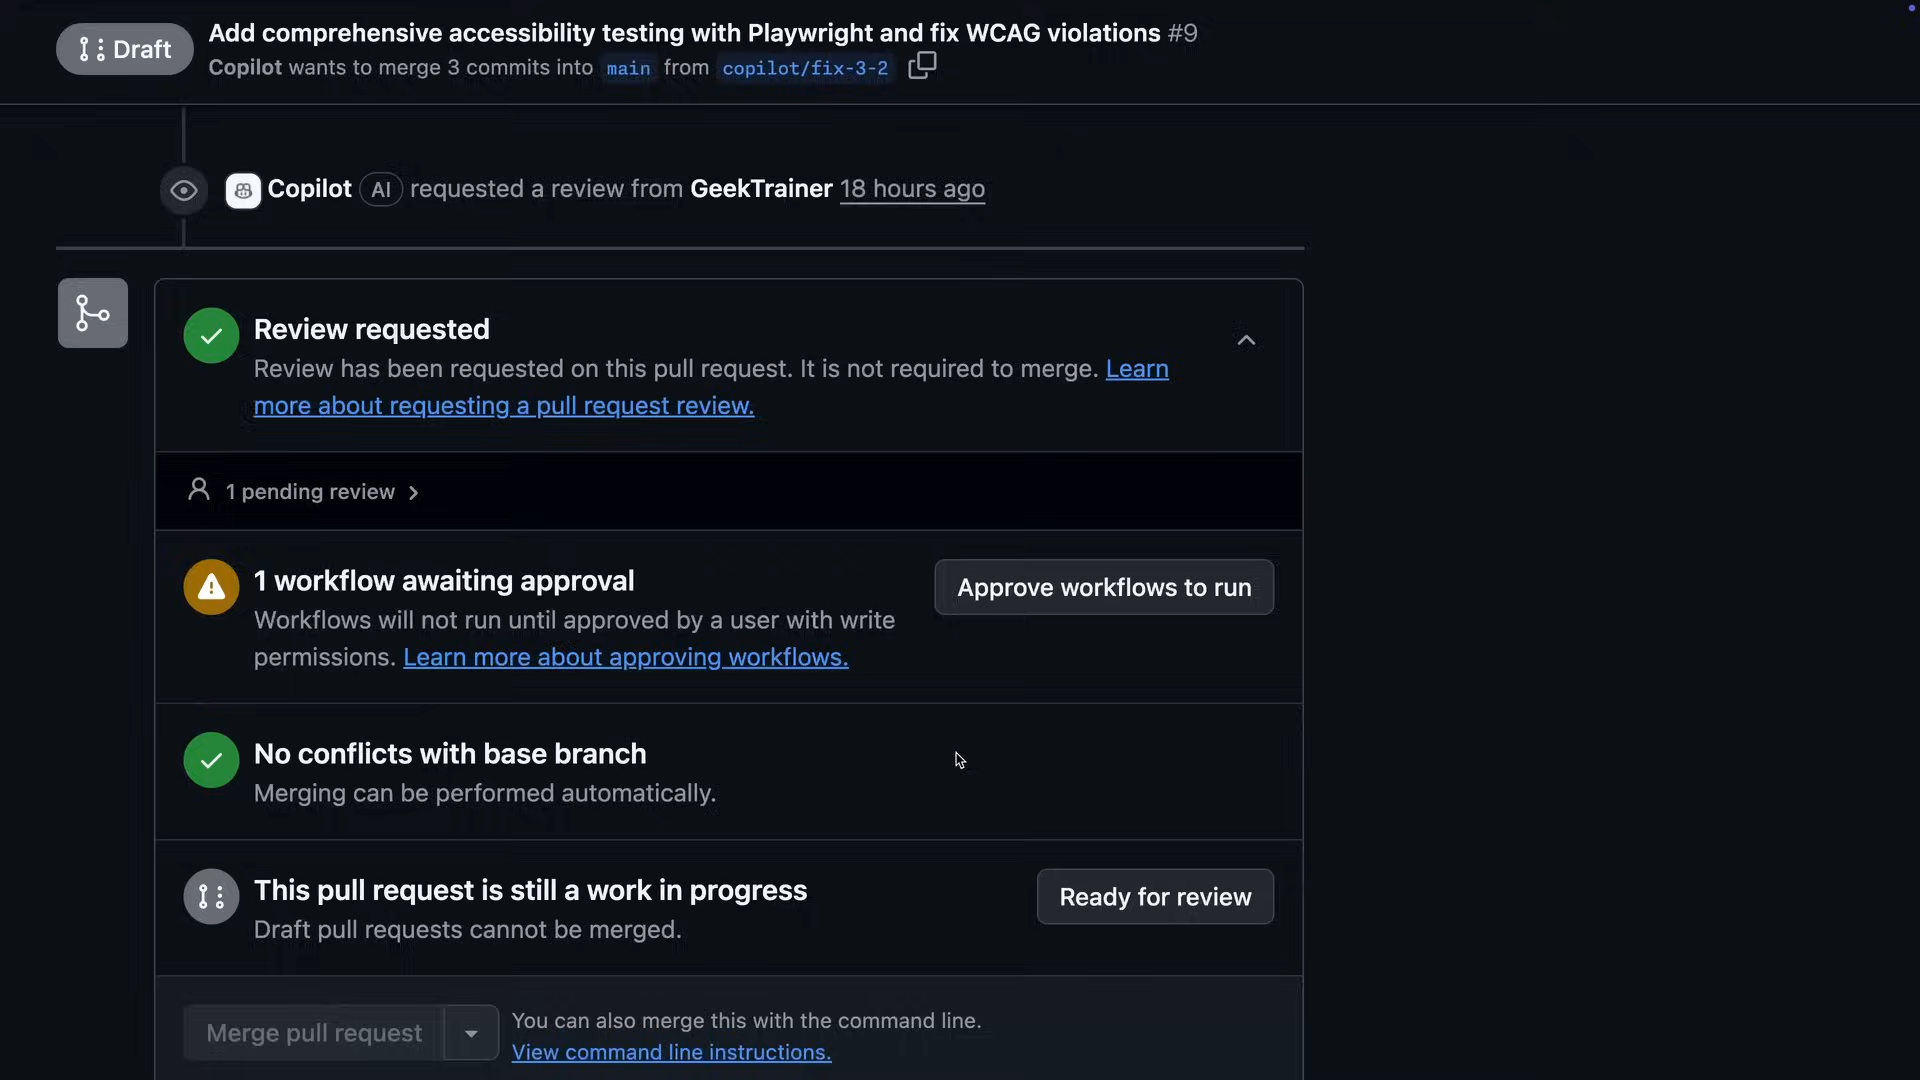 Draft
Add comprehensive accessibility testing with Playwright and fix WCAG violations #9
Copilot wants to merge 3 commits into main from copilot/fix-3-2
Copilot AI requested a review from GeekTrainer 18 hours ago
Review requested
Review has been requested on this pull request. It is not required to merge. Learn
more about requesting a pull request review.
1 pending review
1 workflow awaiting approval
Approve workflows to run
Workflows will not run until approved by a user with write
permissions. Learn more about approving workflows.
No conflicts with base branch
Merging can be performed automatically.
This pull request is still a work in progress
Ready for review
Draft pull requests cannot be merged.
Merge pull request
You can also merge this with the command line.
View command line instructions.